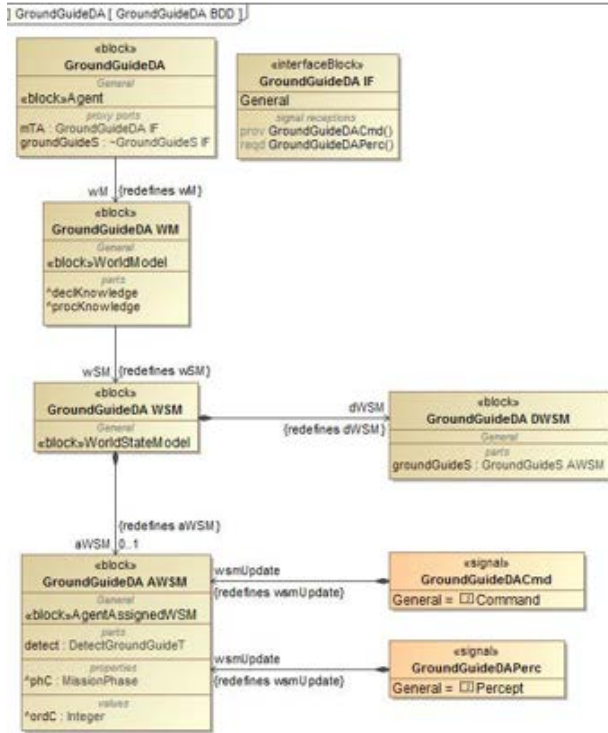 ] GroundGuideDA [ GroundGuideDA BDD ]
«block»
GroundGuideDA
General
«block»Agent
proxy ports
mTA : GroundGuideDA IF
groundGuideS : ~GroundGuideS IF
«interfaceBlock»
GroundGuideDA IF
General
signal receptions
prov GroundGuideDACmd()
reqd GroundGuideDAPerc()
wM {redefines wM}
«block»
GroundGuideDA WM
General
«block»WorldModel
parts
^declKnowledge
^procKnowledge
wSM {redefines wSM}
«block»
GroundGuideDA WSM
General
«block»WorldStateModel
dWSM
{redefines dWSM}
«block»
GroundGuideDA DWSM
General
parts
groundGuideS : GroundGuideS AWSM
{redefines aWSM}
aWSM 0..1
«block»
GroundGuideDA AWSM
General
«block»AgentAssignedWSM
parts
detect : DetectGroundGuideT
properties
^phC : MissionPhase
values
^ordC : Integer
wsmUpdate
{redefines wsmUpdate}
«signal»
GroundGuideDACmd
General = Command
wsmUpdate
{redefines wsmUpdate}
«signal»
GroundGuideDAPerc
General = Percept